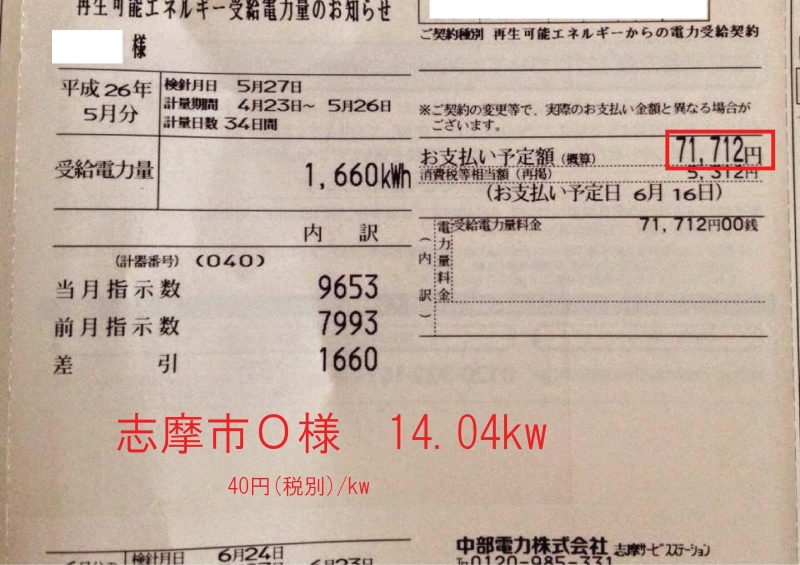 再生可能エネルギー受給電力量のお知らせ
様
平成26年
5月分
検針月日 5月27日
計量期間 4月23日～ 5月26日
計量日数 34日間
受給電力量
1,660kWh
内 訳
(計器番号) (040)
当月指示数 9653
前月指示数 7993
差 引 1660
ご契約種別 再生可能エネルギーからの電力受給契約
※ご契約の変更等で、実際のお支払い金額と異なる場合が
ございます。
お支払い予定額 (概算) 71,712円
消費税等相当額 (再掲) 5,312円
(お支払い予定日 6月16日)
電力量料金
(内訳)
受給電力量料金 71,712円00銭
志摩市O様 14.04kw
40円(税別)/kw
検針月日 6月24日
中部電力株式会社 志摩サービスステーション
℡0120-985-331